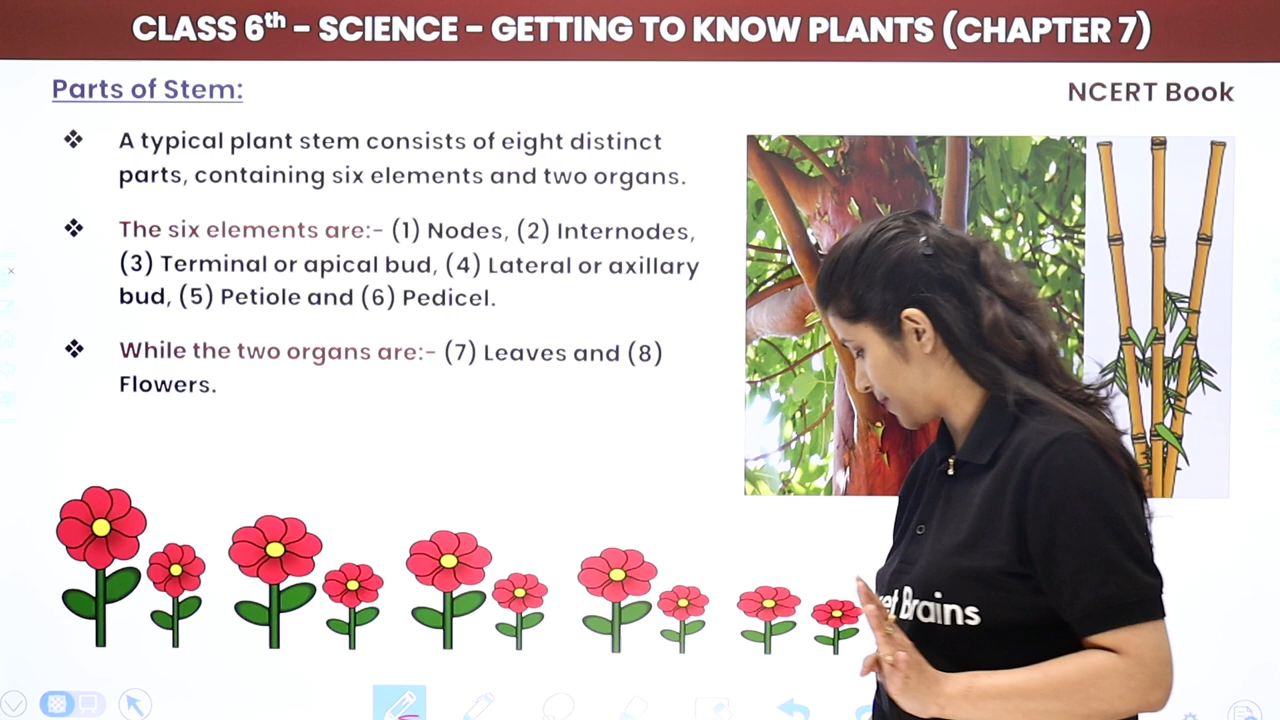 CLASS 6th – SCIENCE – GETTING TO KNOW PLANTS (CHAPTER 7)
Parts of Stem:
NCERT Book
❖ A typical plant stem consists of eight distinct
parts, containing six elements and two organs.
❖ The six elements are:- (1) Nodes, (2) Internodes,
(3) Terminal or apical bud, (4) Lateral or axillary
bud, (5) Petiole and (6) Pedicel.
❖ While the two organs are:- (7) Leaves and (8)
Flowers.
Brains